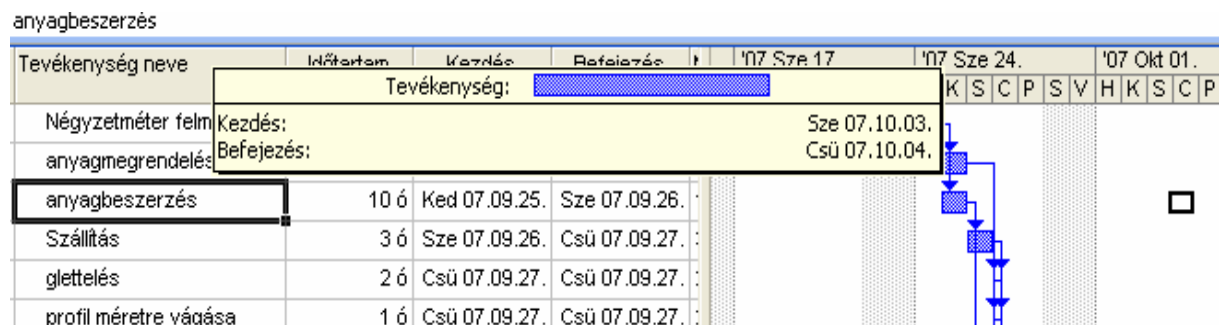 anyagbeszerzés
Tevékenység neve Időtartam Kezdés Befejezés '07 Sze 17 '07 Sze 24. '07 Okt 01.
Tevékenység:
K S C P S V H K S C P
Négyzetméter felm
Kezdés: Sze 07.10.03.
anyagmegrendelés
Befejezés: Csü 07.10.04.
anyagbeszerzés 10 ó Ked 07.09.25. Sze 07.09.26.
Szállítás 3 ó Sze 07.09.26. Csü 07.09.27.
glettelés 2 ó Csü 07.09.27. Csü 07.09.27.
profil méretre vágása 1 ó Csü 07.09.27. Csü 07.09.27.